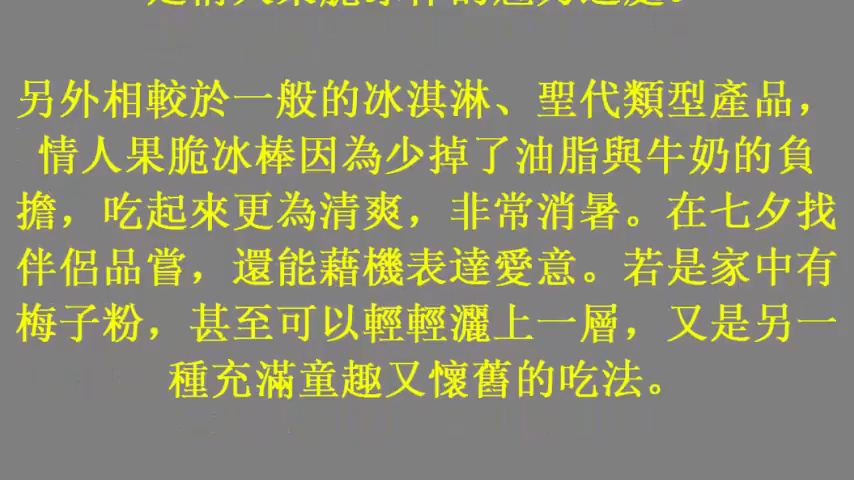 另外相較於一般的冰淇淋、聖代類型產品，
情人果脆冰棒因為少掉了油脂與牛奶的負
擔，吃起來更為清爽，非常消暑。在七夕找
伴侶品嘗，還能藉機表達愛意。若是家中有
梅子粉，甚至可以輕輕灑上一層，又是另一
種充滿童趣又懷舊的吃法。